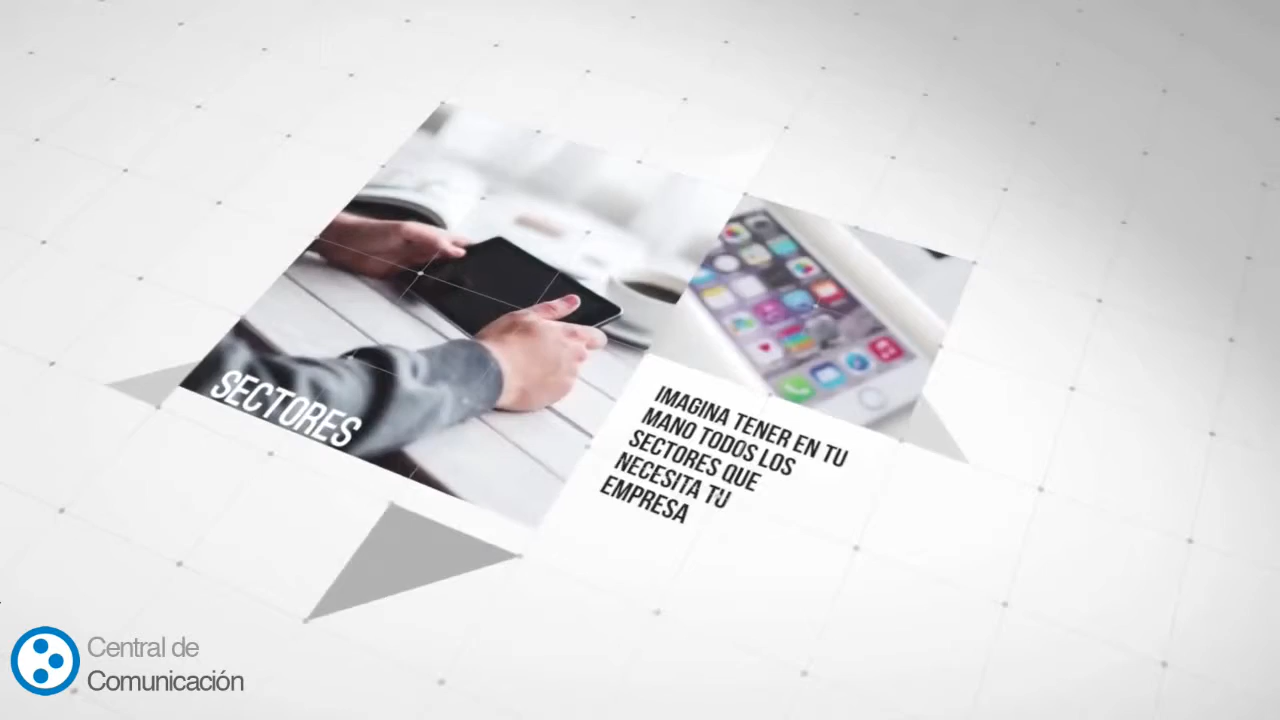 SECTORES
IMAGINA TENER EN TU
MANO TODOS LOS
SECTORES QUE
NECESITA TU
EMPRESA
Central de
Comunicación